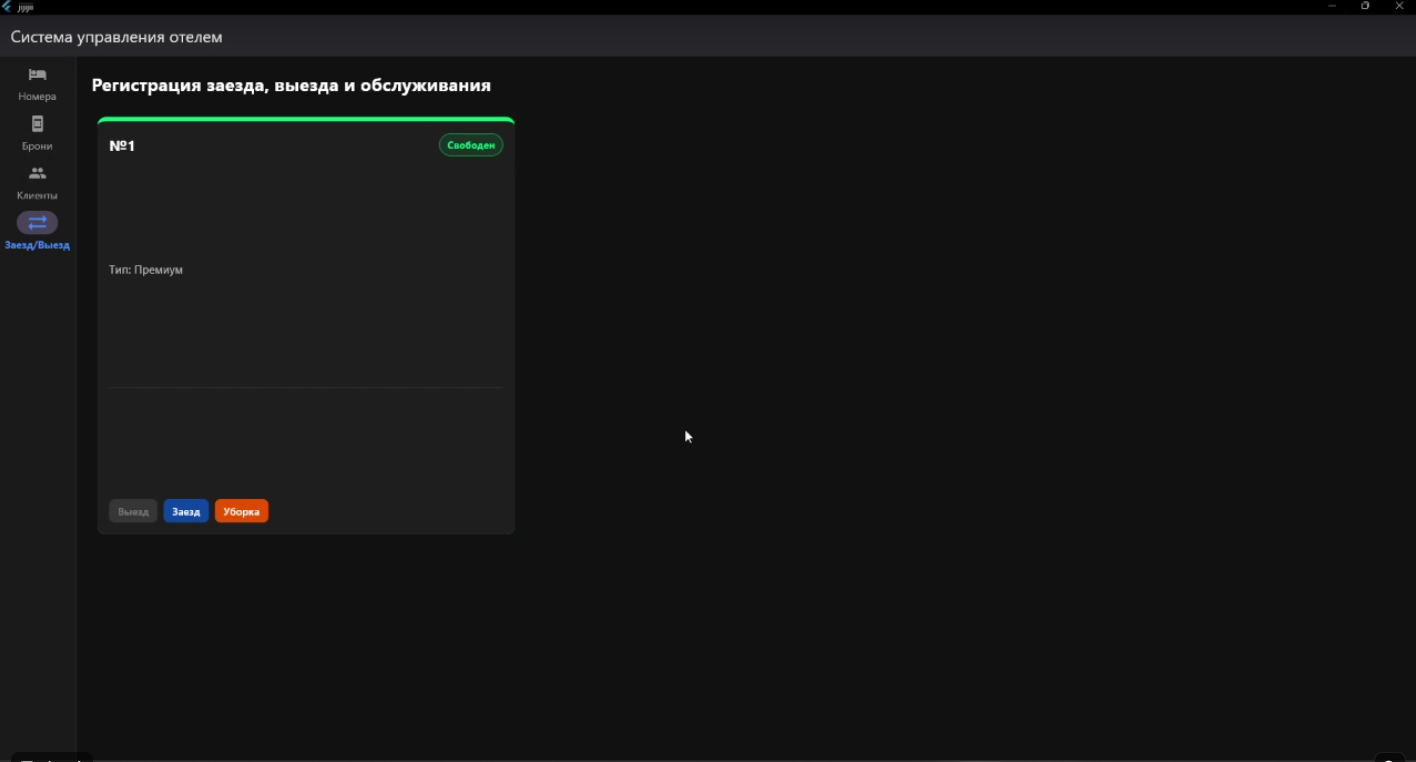 jijijii
Система управления отелем
Номера
Брони
Клиенты
Заезд/Выезд
Регистрация заезда, выезда и обслуживания
№1
Свободен
Тип: Премиум
Выезд
Заезд
Уборка